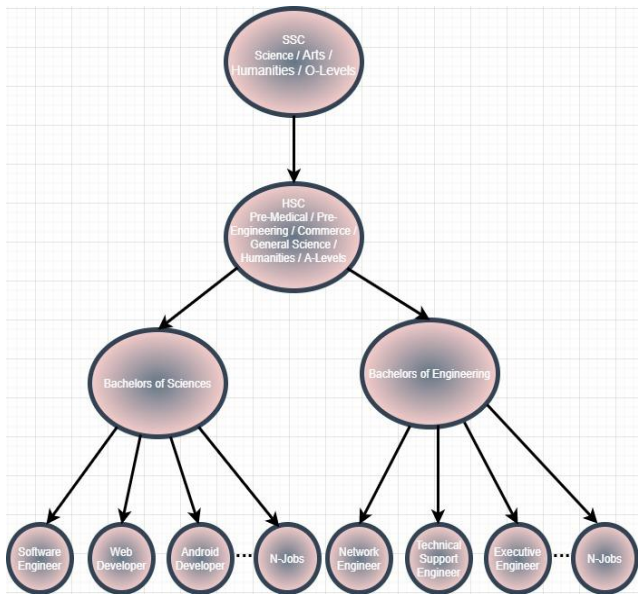 SSC
Science / Arts /
Humanities / O-Levels
HSC
Pre-Medical / Pre-
Engineering / Commerce /
General Science /
Humanities / A-Levels
Bachelors of Sciences
Bachelors of Engineering
Software
Engineer
Web
Developer
Android
Developer
...
N-Jobs
Network
Engineer
Technical
Support
Engineer
Executive
Engineer
...
N-Jobs